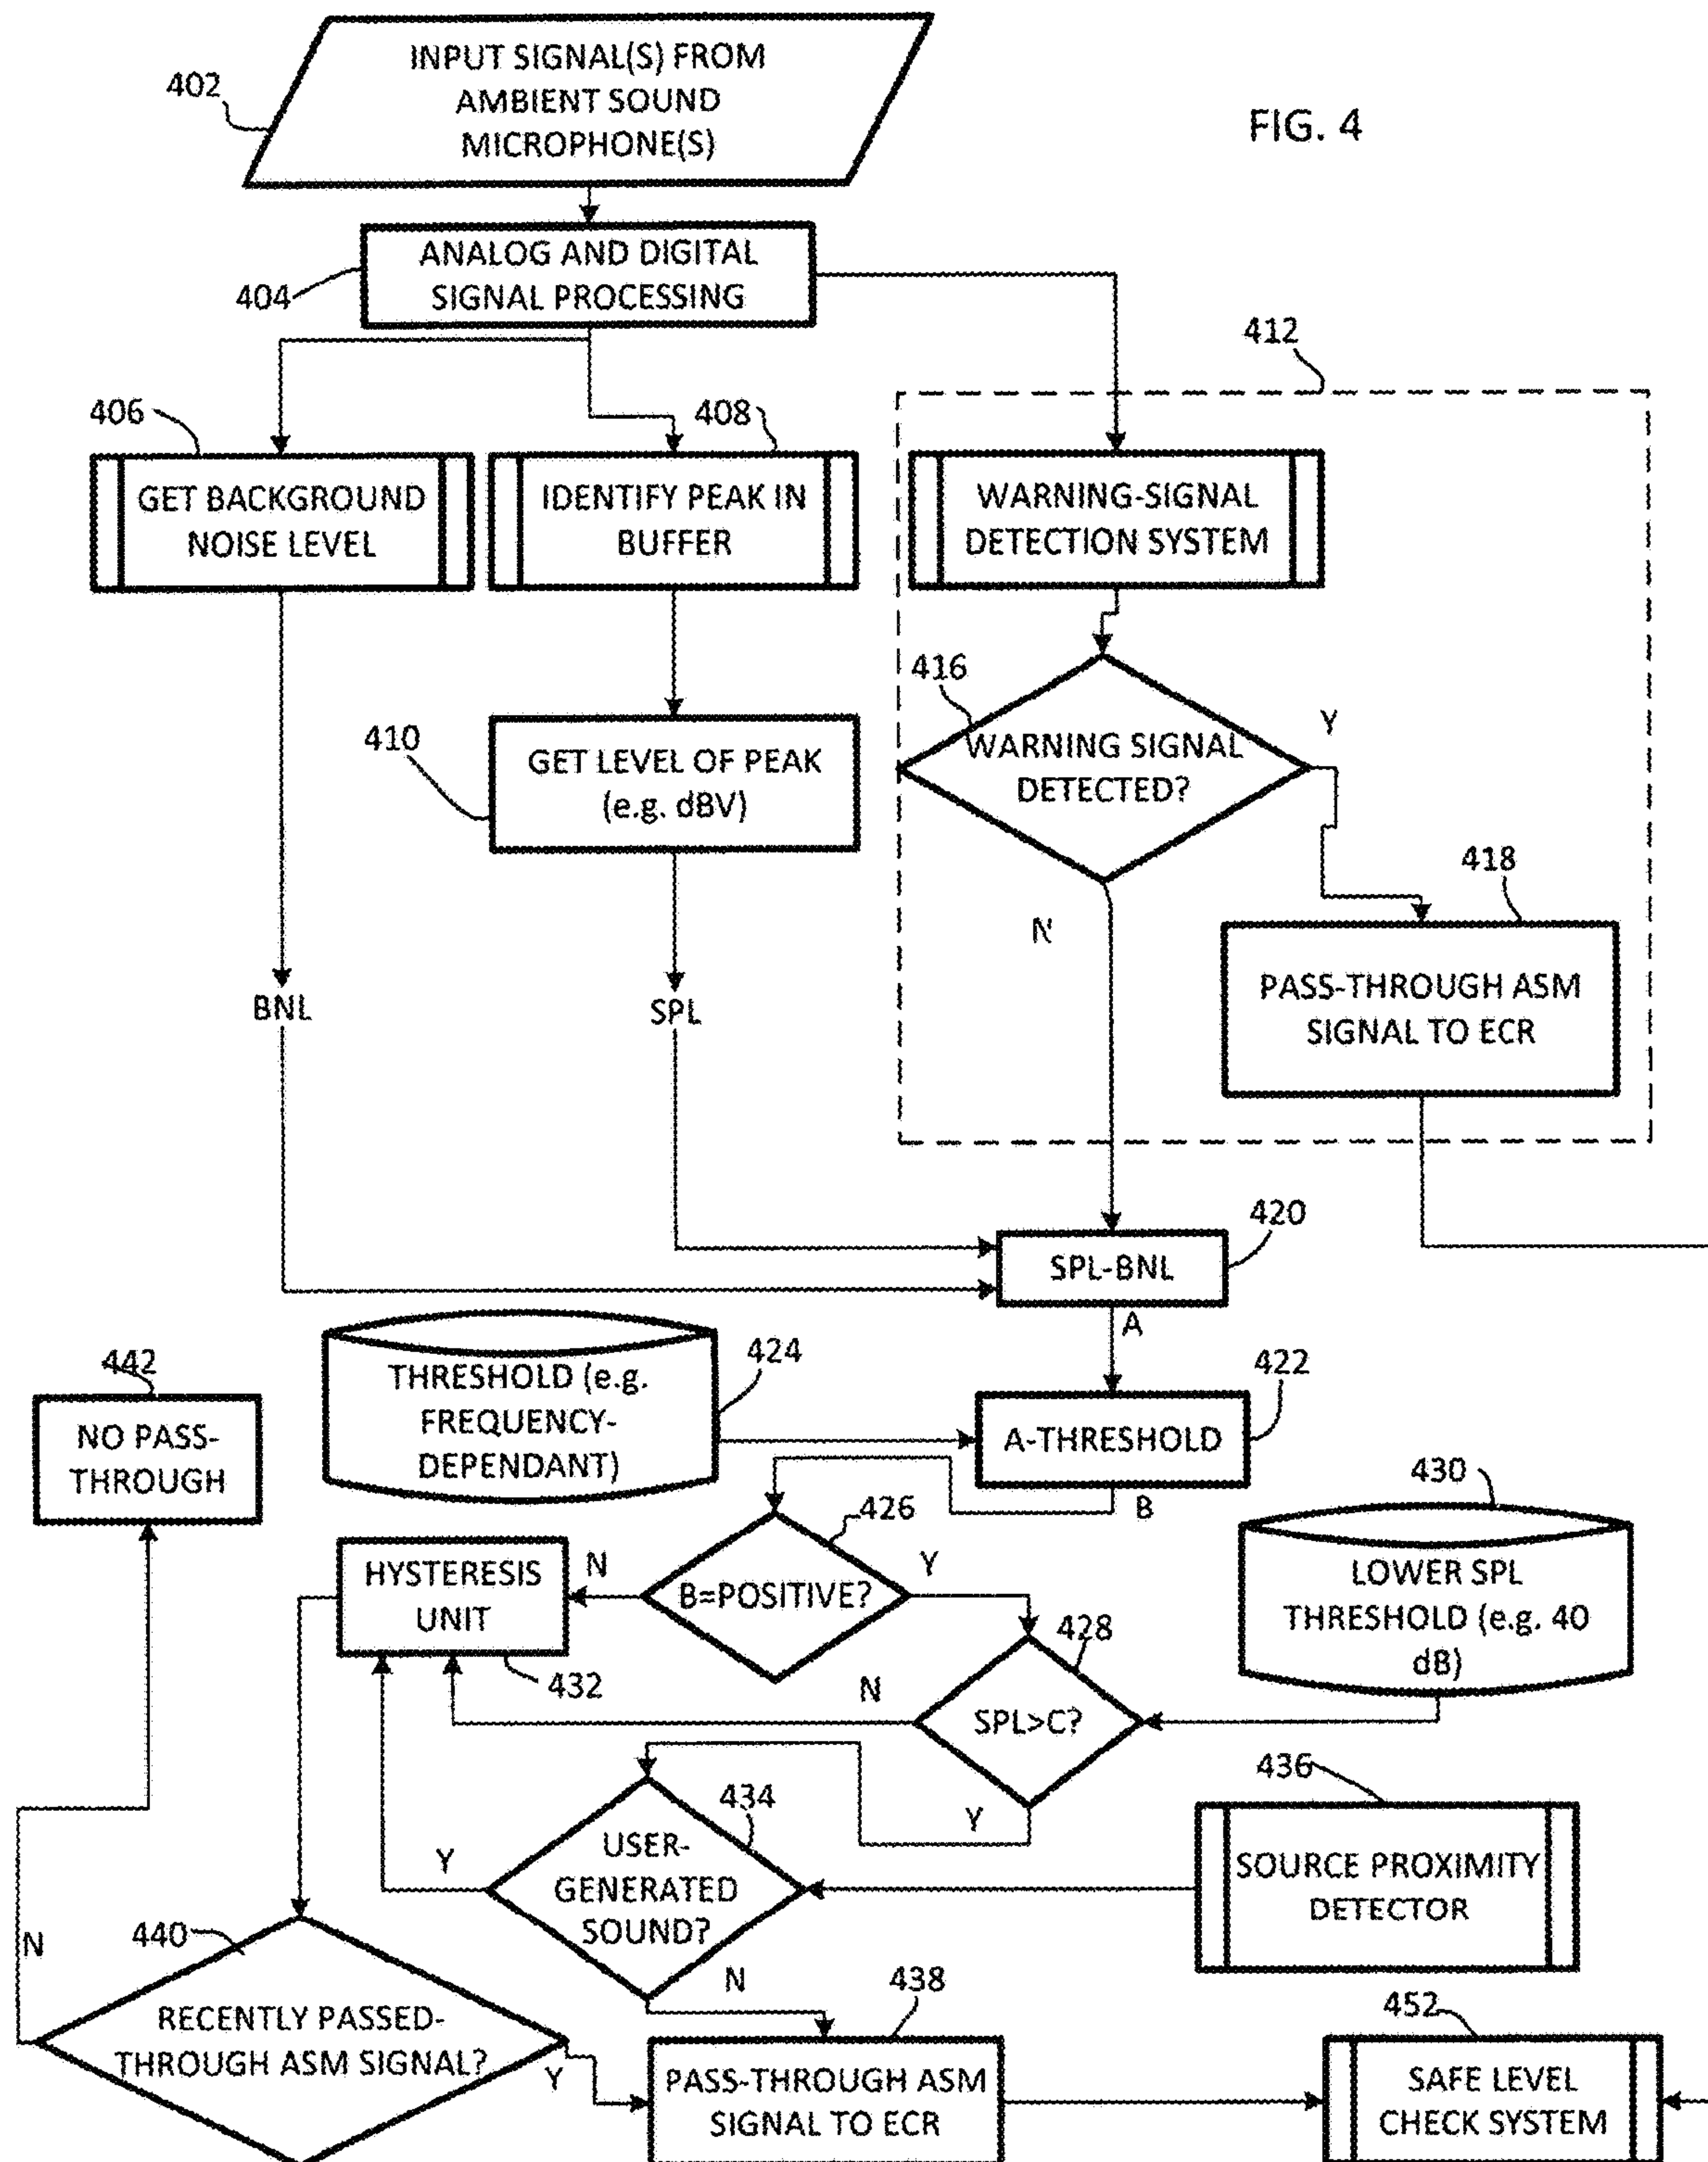 INPUT SIGNAL(S) FROM
AMBIENT SOUND
MICROPHONE(S)
402
FIG. 4
ANALOG AND DIGITAL
SIGNAL PROCESSING
404
412
406
408
GET BACKGROUND
NOISE LEVEL
IDENTIFY PEAK IN
BUFFER
WARNING-SIGNAL
DETECTION SYSTEM
416
Y
410
GET LEVEL OF PEAK
(e.g. dBV)
WARNING SIGNAL
DETECTED?
418
N
PASS-THROUGH ASM
SIGNAL TO ECR
BNL
SPL
420
SPL-BNL
A
442
424
422
THRESHOLD (e.g.
FREQUENCY-
DEPENDANT)
NO PASS-
THROUGH
A-THRESHOLD
430
B
426
HYSTERESIS
UNIT
N
B=POSITIVE?
Y
LOWER SPL
THRESHOLD (e.g. 40
dB)
428
432
N
SPL>C?
436
434
Y
Y
USER-
GENERATED
SOUND?
SOURCE PROXIMITY
DETECTOR
440
N
N
438
452
RECENTLY PASSED-
THROUGH ASM SIGNAL?
Y
PASS-THROUGH ASM
SIGNAL TO ECR
SAFE LEVEL
CHECK SYSTEM